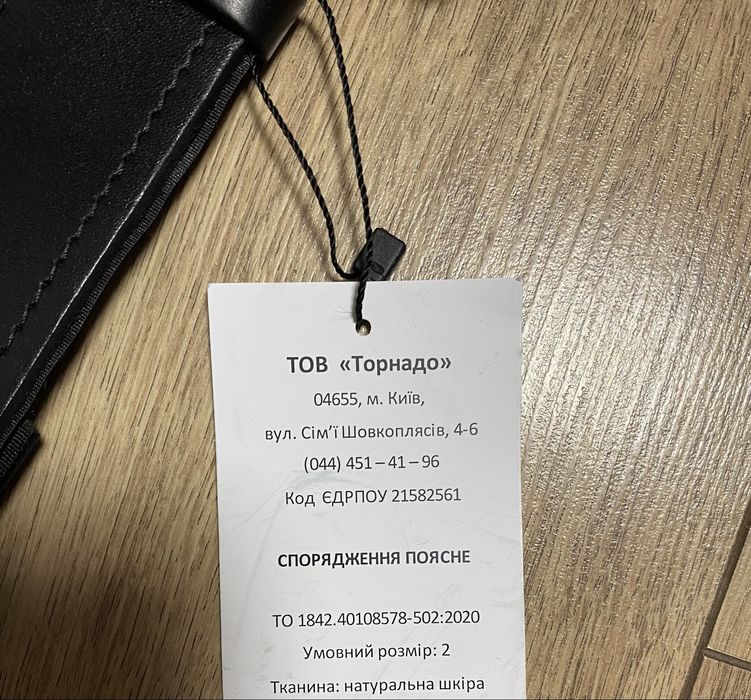 ТОВ «Торнадо»
04655, м. Київ,
вул. Сім'ї Шовкоплясів, 4-6
(044) 451 – 41 – 96
Код ЄДРПОУ 21582561
СПОРЯДЖЕННЯ ПОЯСНЕ
ТО 1842.40108578-502:2020
Умовний розмір: 2
Тканина: натуральна шкіра